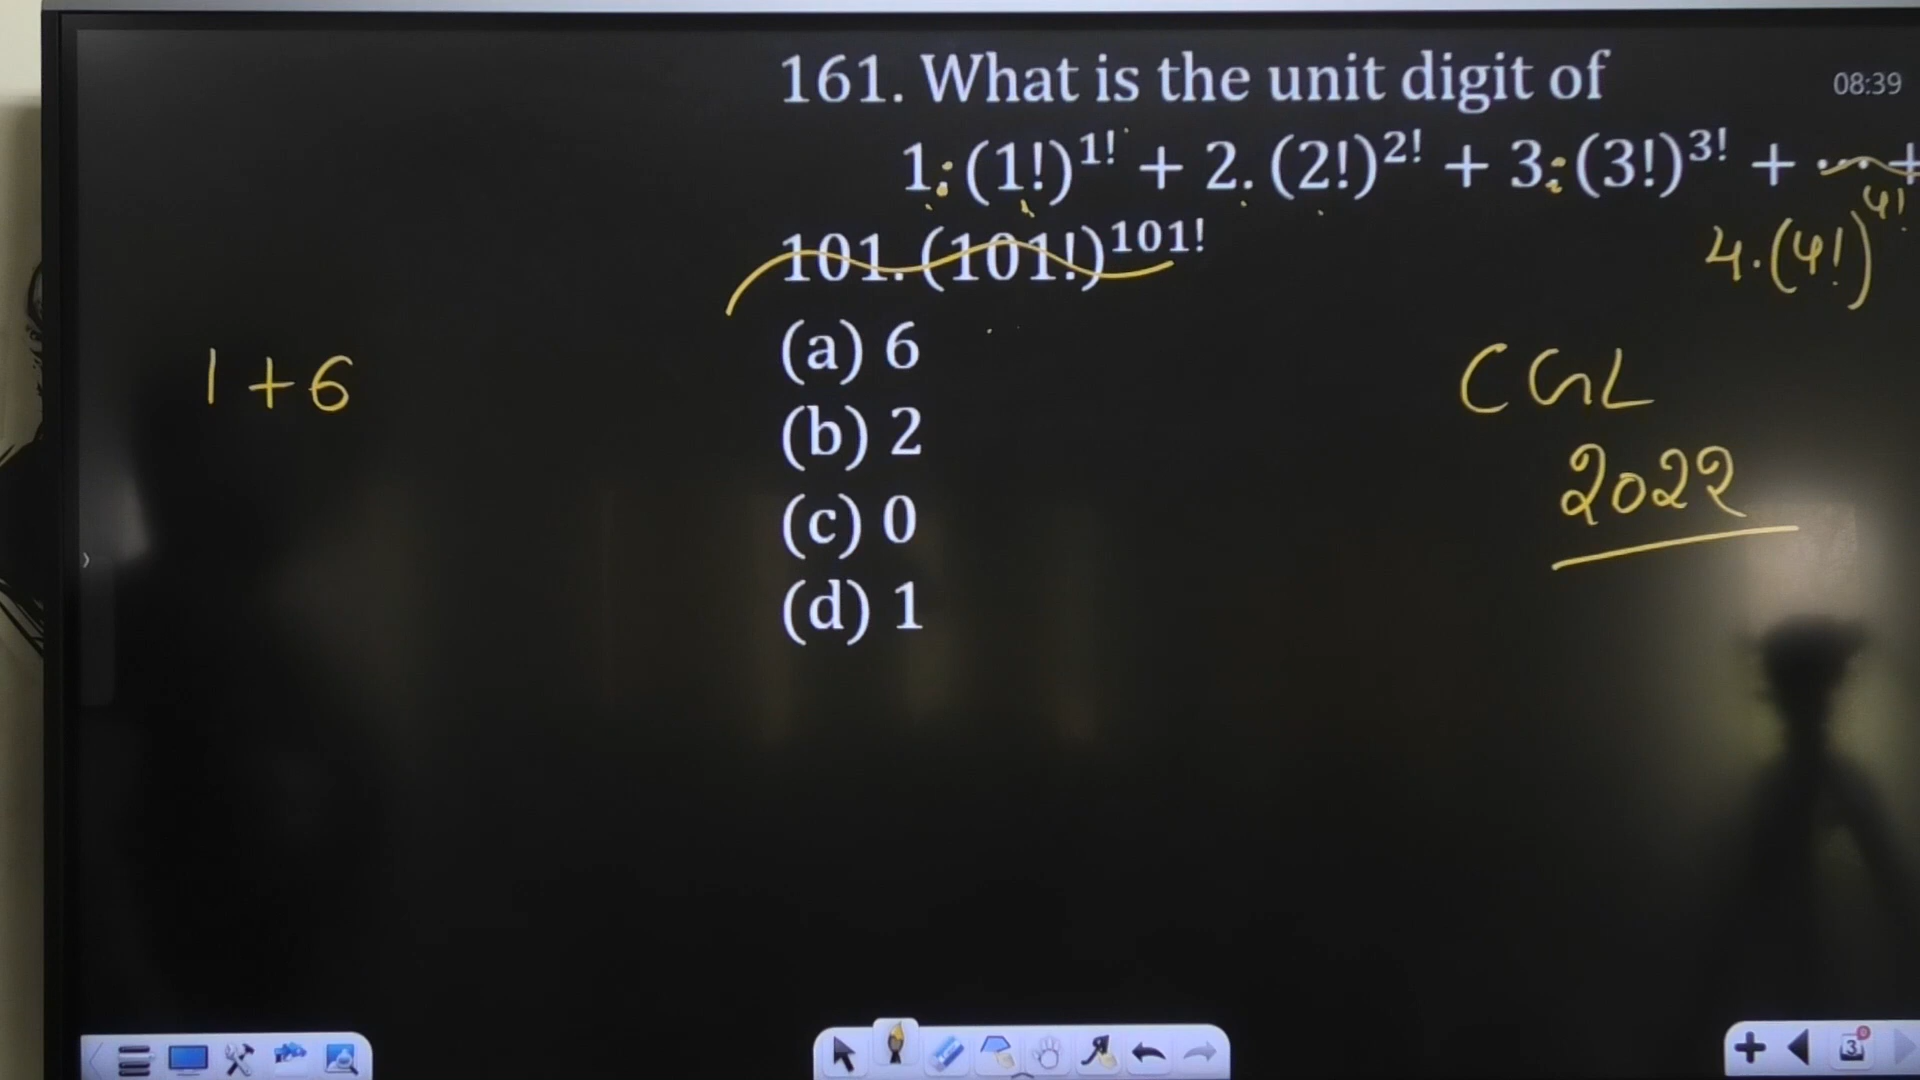 161. What is the unit digit of
08:39
1.(1!)^1! + 2.(2!)^2! + 3.(3!)^3! + ... +
101.(101!)^101!
4.(4!)^4!
(a) 6
1+6
CGL
(b) 2
2022
(c) 0
(d) 1
3